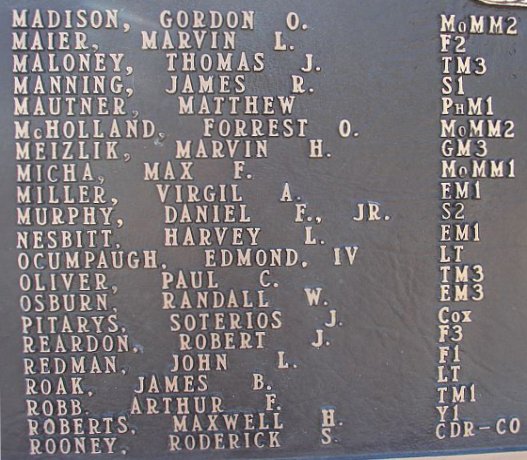 MADISON, GORDON O. MoMM2
MAIER, MARVIN L. F2
MALONEY, THOMAS J. TM3
MANNING, JAMES R. S1
MAUTNER, MATTHEW PhM1
McHOLLAND, FORREST O. MoMM2
MEIZLIK, MARVIN H. GM3
MICHA, MAX F. MoMM1
MILLER, VIRGIL A. EM1
MURPHY, DANIEL F., JR. S2
NESBITT, HARVEY L. EM1
OCUMPAUGH, EDMOND, IV LT
OLIVER, PAUL C. TM3
OSBURN, RANDALL W. EM3
PITARYS, SOTERIOS J. Cox
REARDON, ROBERT J. F3
REDMAN, JOHN L. F1
ROAK, JAMES B. LT
ROBB, ARTHUR F. TM1
ROBERTS, MAXWELL H. Y1
ROONEY, RODERICK S. CDR-CO